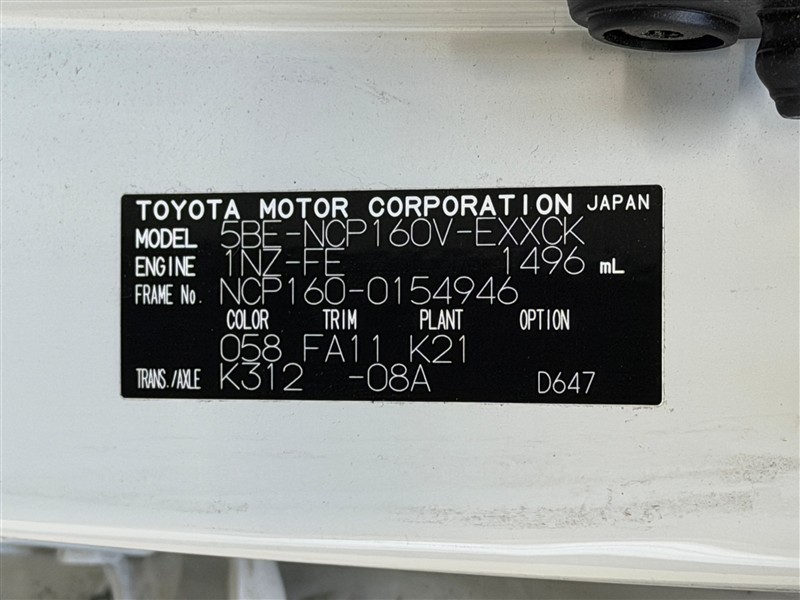 TOYOTA MOTOR CORPORATION JAPAN
MODEL 5BE-NCP160V-EXXCK
ENGINE 1NZ-FE 1496 mL
FRAME No. NCP160-0154946
COLOR TRIM PLANT OPTION
058 FA11 K21
TRANS./AXLE K312 -08A D647